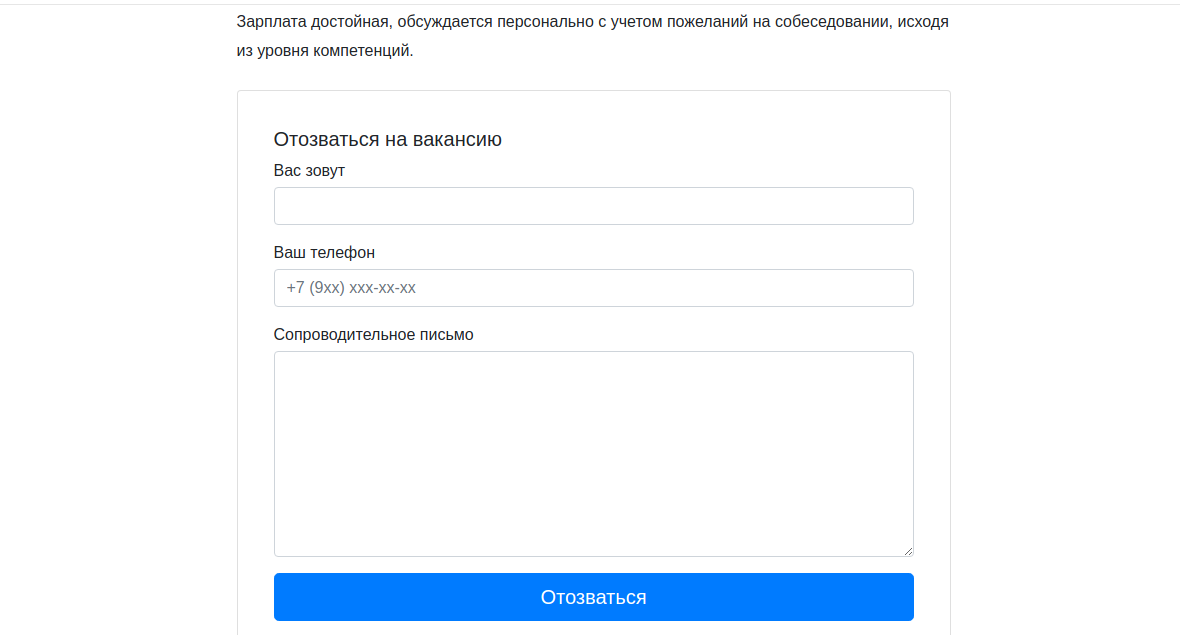 Зарплата достойная, обсуждается персонально с учетом пожеланий на собеседовании, исходя
из уровня компетенций.
Отозваться на вакансию
Вас зовут
Ваш телефон
+7 (9xx) xxx-xx-xx
Сопроводительное письмо
Отозваться